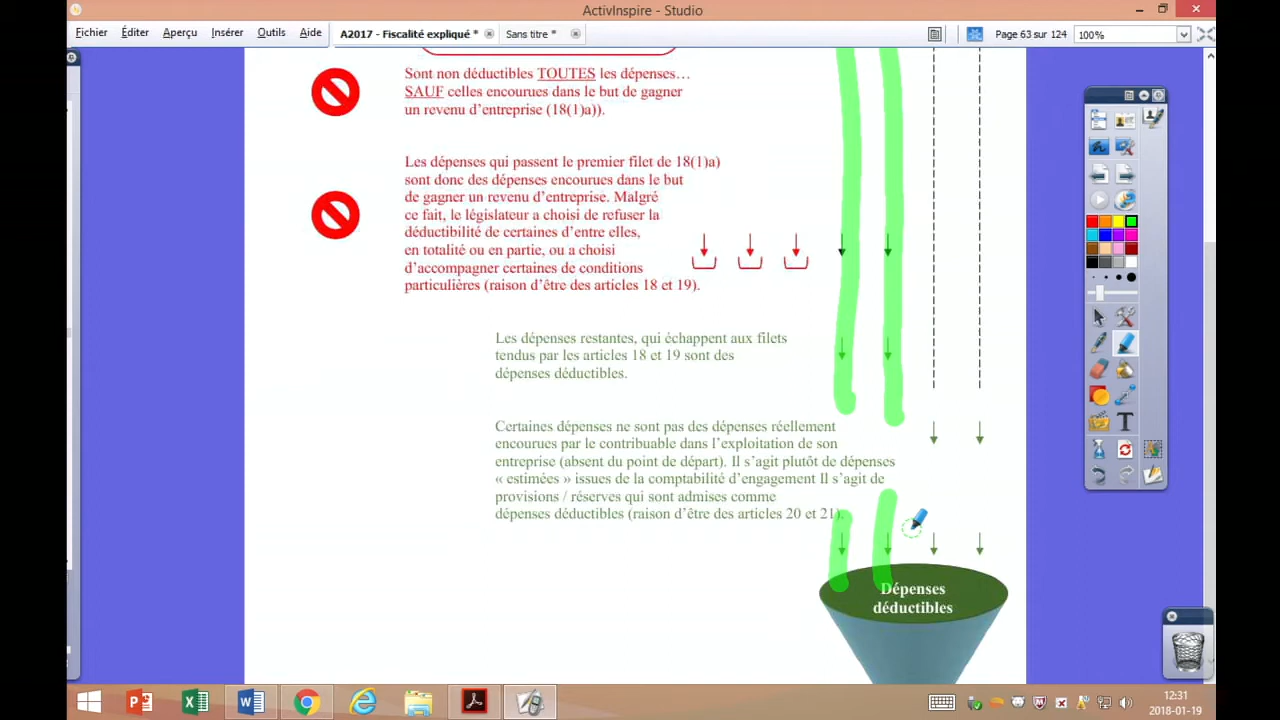 ActivInspire - Studio
Fichier Éditer Aperçu Insérer Outils Aide
A2017 - Fiscalité expliqué * Sans titre * Page 63 sur 124 100%
Sont non déductibles TOUTES les dépenses…
SAUF celles encourues dans le but de gagner
un revenu d’entreprise (18(1)a)).
Les dépenses qui passent le premier filet de 18(1)a)
sont donc des dépenses encourues dans le but
de gagner un revenu d’entreprise. Malgré
ce fait, le législateur a choisi de refuser la
déductibilité de certaines d’entre elles,
en totalité ou en partie, ou a choisi
d’accompagner certaines de conditions
particulières (raison d’être des articles 18 et 19).
Les dépenses restantes, qui échappent aux filets
tendus par les articles 18 et 19 sont des
dépenses déductibles.
Certaines dépenses ne sont pas des dépenses réellement
encourues par le contribuable dans l’exploitation de son
entreprise (absent du point de départ). Il s’agit plutôt de dépenses
« estimées » issues de la comptabilité d’engagement Il s’agit de
provisions / réserves qui sont admises comme
dépenses déductibles (raison d’être des articles 20 et 21).
Dépenses
déductibles
12:31
2018-01-19